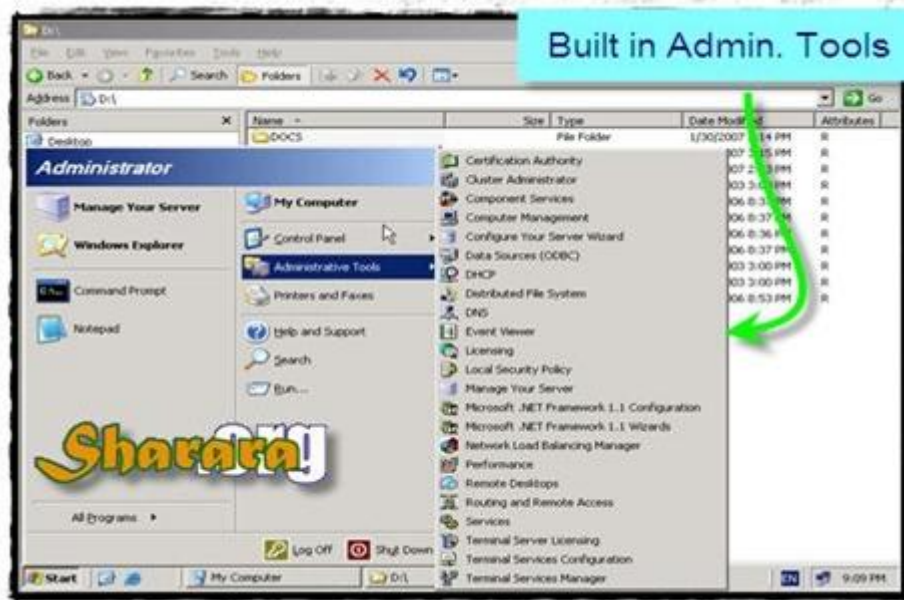 Built in Admin. Tools
D:\
File Edit View Favorites Tools Help
Back Search Folders
Address D:\ Go
Folders Name Size Type Date Modified Attributes
Desktop DOCS File Folder 1/30/2007 PM R
Administrator
Manage Your Server
Windows Explorer
Command Prompt
Notepad
All Programs
My Computer
Control Panel
Administrative Tools
Printers and Faxes
Help and Support
Search
Run...
Certification Authority
Cluster Administrator
Component Services
Computer Management
Configure Your Server Wizard
Data Sources (ODBC)
DHCP
Distributed File System
DNS
Event Viewer
Licensing
Local Security Policy
Manage Your Server
Microsoft .NET Framework 1.1 Configuration
Microsoft .NET Framework 1.1 Wizards
Network Load Balancing Manager
Performance
Remote Desktops
Routing and Remote Access
Services
Terminal Server Licensing
Terminal Services Configuration
Terminal Services Manager
Sharara
.org
Log Off Shut Down
Start My Computer D:\ EN 9:09 PM